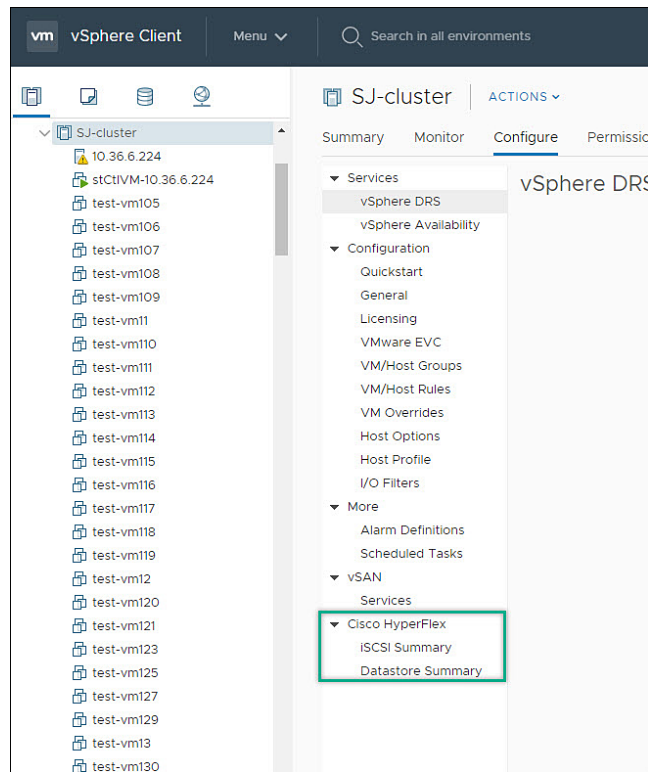 vm vSphere Client Menu Search in all environments
SJ-cluster
10.36.6.224
stCtlVM-10.36.6.224
test-vm105
test-vm106
test-vm107
test-vm108
test-vm109
test-vm11
test-vm110
test-vm111
test-vm112
test-vm113
test-vm114
test-vm115
test-vm116
test-vm117
test-vm118
test-vm119
test-vm12
test-vm120
test-vm121
test-vm123
test-vm125
test-vm127
test-vm129
test-vm13
test-vm130
SJ-cluster ACTIONS
Summary Monitor Configure Permissio
Services
vSphere DRS
vSphere Availability
Configuration
Quickstart
General
Licensing
VMware EVC
VM/Host Groups
VM/Host Rules
VM Overrides
Host Options
Host Profile
I/O Filters
More
Alarm Definitions
Scheduled Tasks
vSAN
Services
Cisco HyperFlex
iSCSI Summary
Datastore Summary
vSphere DRS